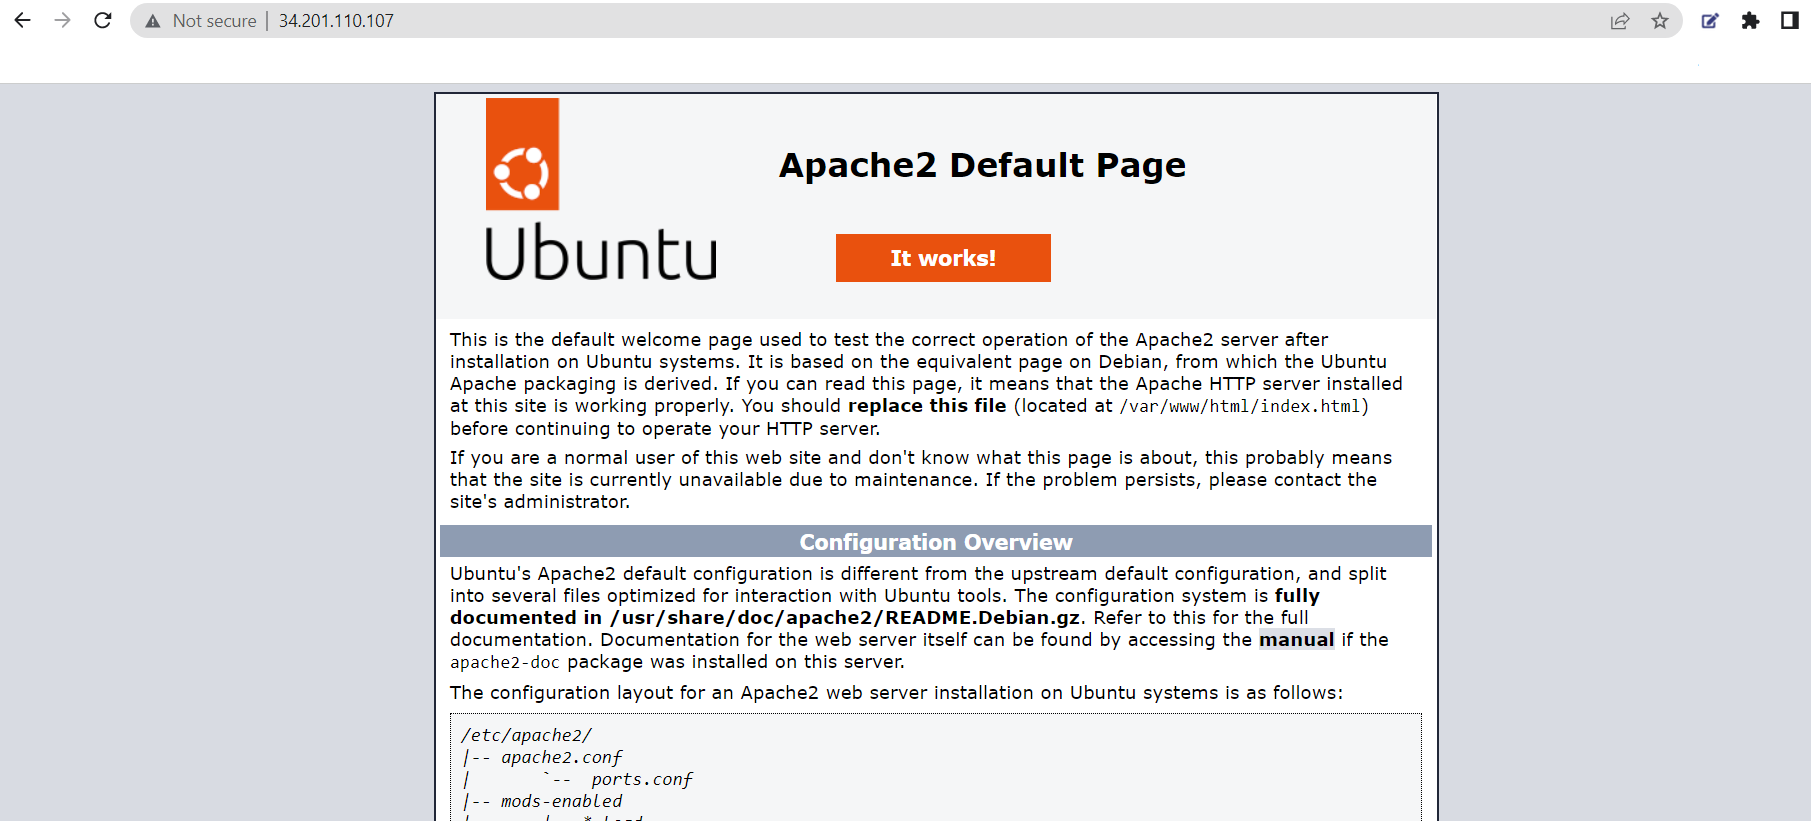 Not secure | 34.201.110.107
Apache2 Default Page
Ubuntu
It works!
This is the default welcome page used to test the correct operation of the Apache2 server after
installation on Ubuntu systems. It is based on the equivalent page on Debian, from which the Ubuntu
Apache packaging is derived. If you can read this page, it means that the Apache HTTP server installed
at this site is working properly. You should replace this file (located at /var/www/html/index.html)
before continuing to operate your HTTP server.
If you are a normal user of this web site and don't know what this page is about, this probably means
that the site is currently unavailable due to maintenance. If the problem persists, please contact the
site's administrator.
Configuration Overview
Ubuntu's Apache2 default configuration is different from the upstream default configuration, and split
into several files optimized for interaction with Ubuntu tools. The configuration system is fully
documented in /usr/share/doc/apache2/README.Debian.gz. Refer to this for the full
documentation. Documentation for the web server itself can be found by accessing the manual if the
apache2-doc package was installed on this server.
The configuration layout for an Apache2 web server installation on Ubuntu systems is as follows:
/etc/apache2/
|-- apache2.conf
|       `--  ports.conf
|-- mods-enabled